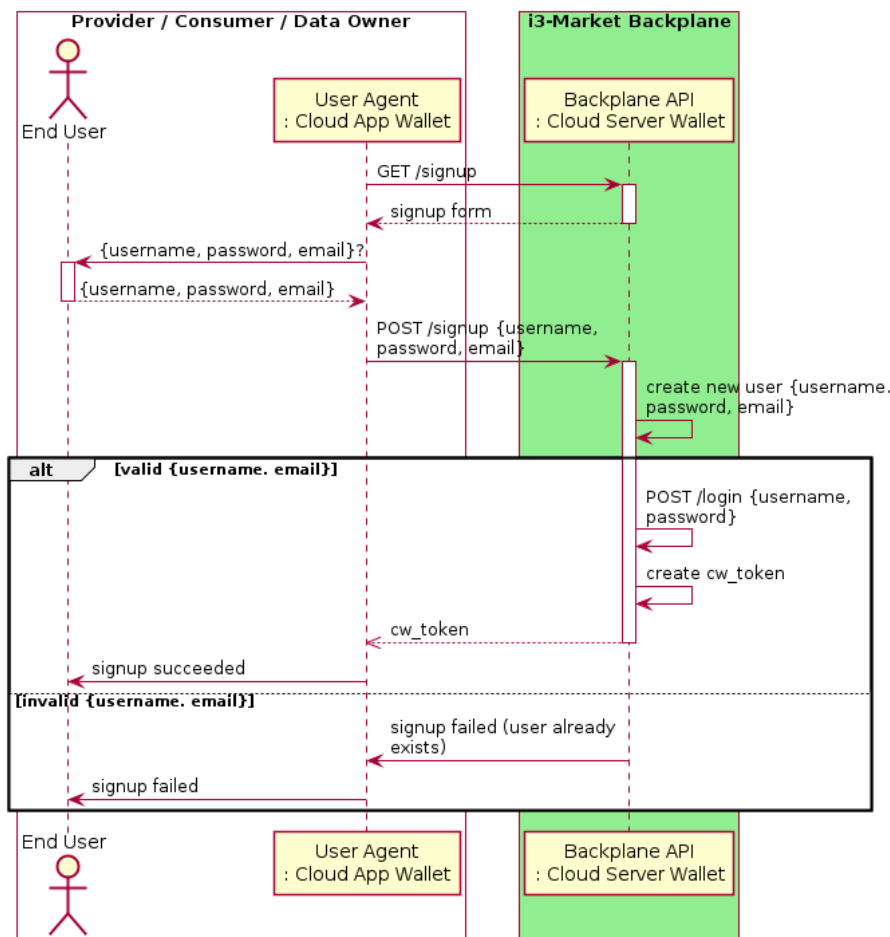 Provider / Consumer / Data Owner
i3-Market Backplane
End User
User Agent
: Cloud App Wallet
Backplane API
: Cloud Server Wallet
GET /signup
signup form
{username, password, email}?
{username, password, email}
POST /signup {username,
password, email}
create new user {username.
password, email}
alt
[valid {username. email}]
POST /login {username,
password}
create cw_token
cw_token
signup succeeded
[invalid {username. email}]
signup failed (user already
exists)
signup failed
End User
User Agent
: Cloud App Wallet
Backplane API
: Cloud Server Wallet